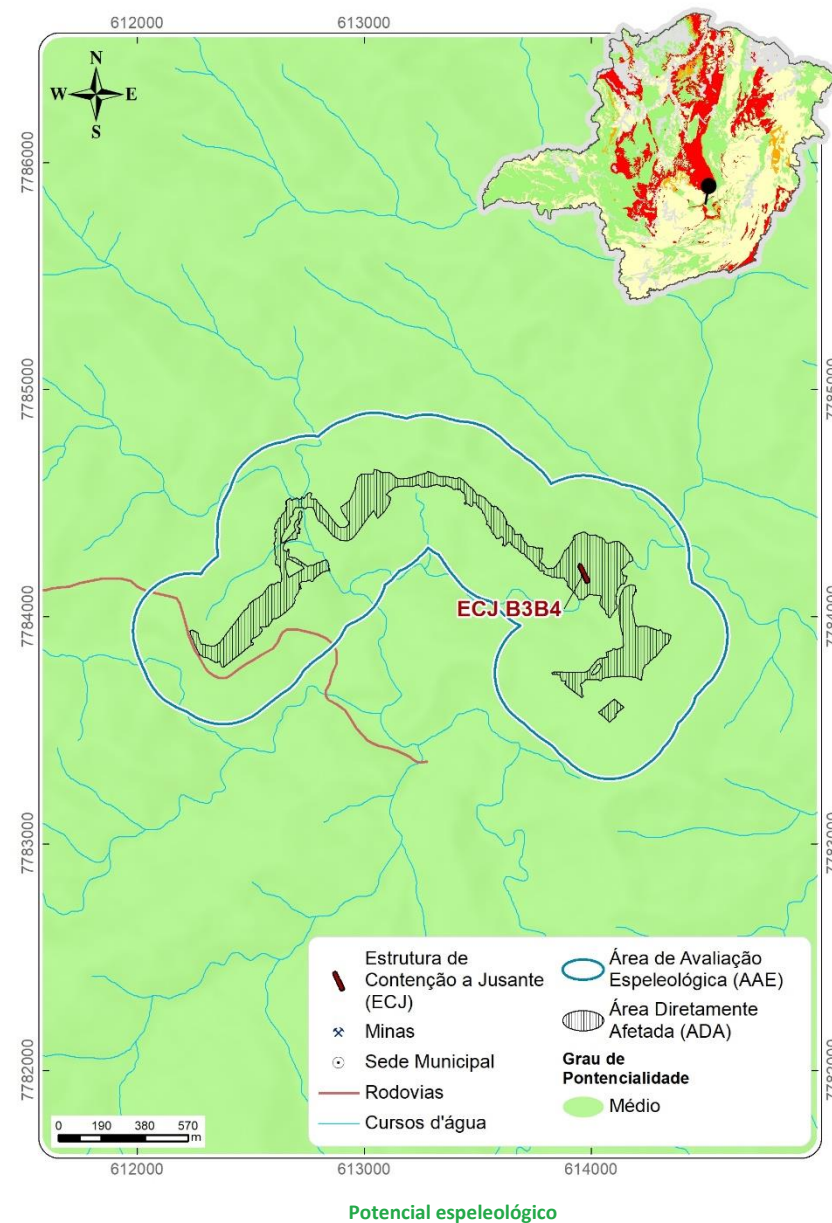 612000 613000
N
W E
S
7786000
7785000 7785000
7784000 7784000
ECJ B3B4
7783000 7783000
7782000 7782000
Estrutura de
Contenção a Jusante
(ECJ)
Minas
Sede Municipal
Rodovias
Cursos d'água
Área de Avaliação
Espeleológica (AAE)
Área Diretamente
Afetada (ADA)
Grau de
Pontencialidade
Médio
0 190 380 570
m
612000 613000 614000
Potencial espeleológico